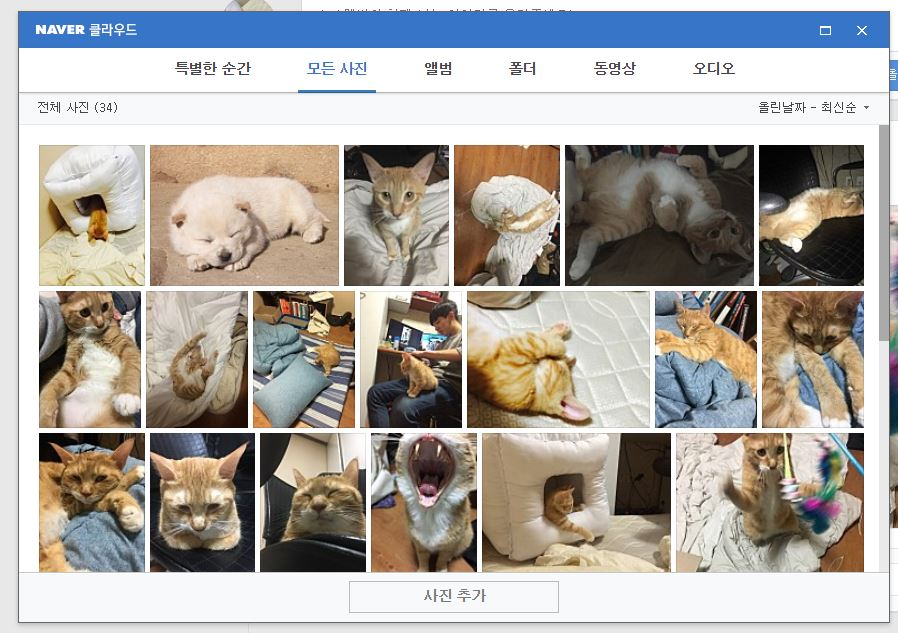 NAVER 클라우드
특별한 순간
모든 사진
앨범
폴더
동영상
오디오
전체 사진 (34)
올린날짜 - 최신순
사진 추가